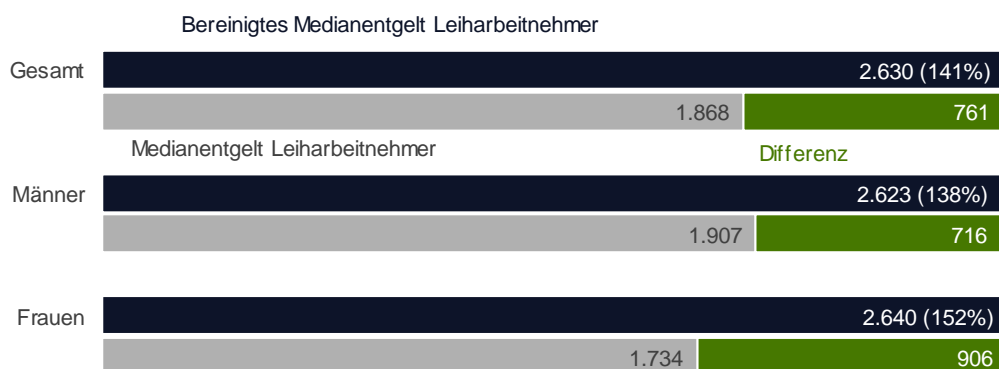 Bereinigtes Medianentgelt Leiharbeitnehmer
Gesamt 2.630 (141%)
1.868 761
Medianentgelt Leiharbeitnehmer Differenz
Männer 2.623 (138%)
1.907 716
Frauen 2.640 (152%)
1.734 906